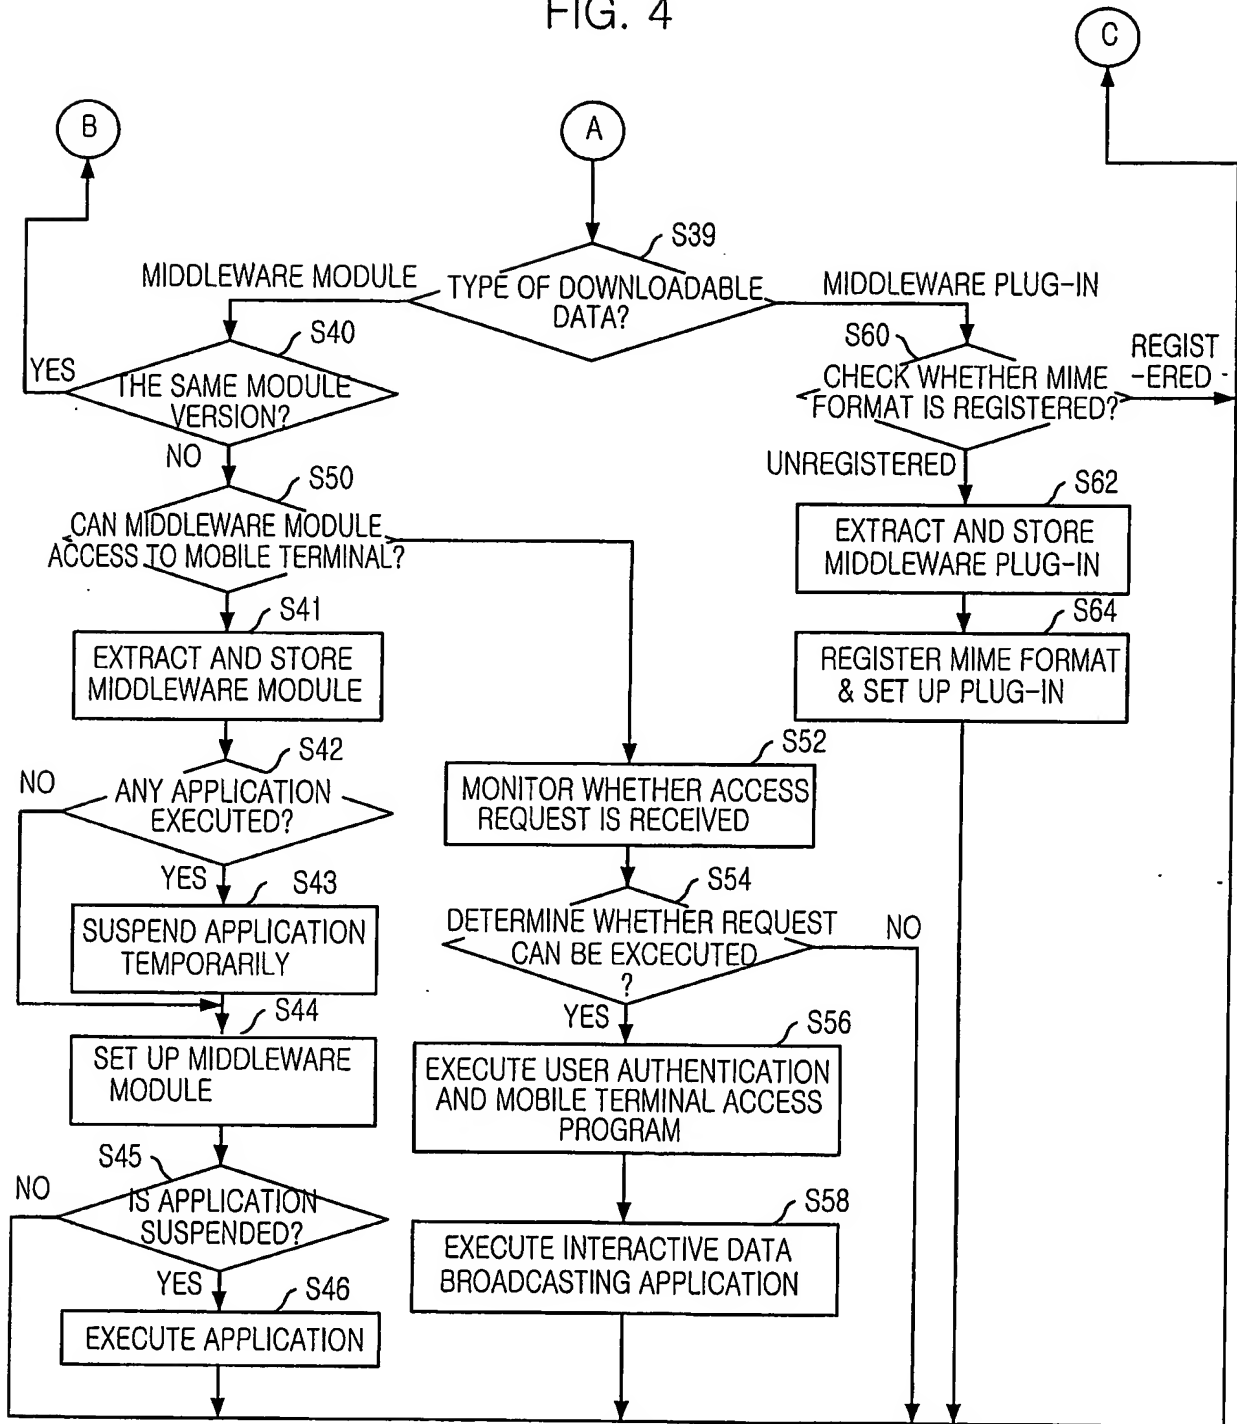 FIG. 4
C
B
A
S39
MIDDLEWARE MODULE
TYPE OF DOWNLOADABLE
DATA?
MIDDLEWARE PLUG-IN
S40
YES
THE SAME MODULE
VERSION?
NO
S60
REGIST
-ERED
CHECK WHETHER MIME
FORMAT IS REGISTERED?
UNREGISTERED
S50
CAN MIDDLEWARE MODULE
ACCESS TO MOBILE TERMINAL?
S62
EXTRACT AND STORE
MIDDLEWARE PLUG-IN
S41
EXTRACT AND STORE
MIDDLEWARE MODULE
S64
REGISTER MIME FORMAT
& SET UP PLUG-IN
S42
NO
ANY APPLICATION
EXECUTED?
YES
S52
MONITOR WHETHER ACCESS
REQUEST IS RECEIVED
S43
SUSPEND APPLICATION
TEMPORARILY
S54
DETERMINE WHETHER REQUEST
CAN BE EXCECUTED
?
NO
YES
S44
SET UP MIDDLEWARE
MODULE
S56
EXECUTE USER AUTHENTICATION
AND MOBILE TERMINAL ACCESS
PROGRAM
S45
NO
IS APPLICATION
SUSPENDED?
YES
S58
EXECUTE INTERACTIVE DATA
BROADCASTING APPLICATION
S46
EXECUTE APPLICATION